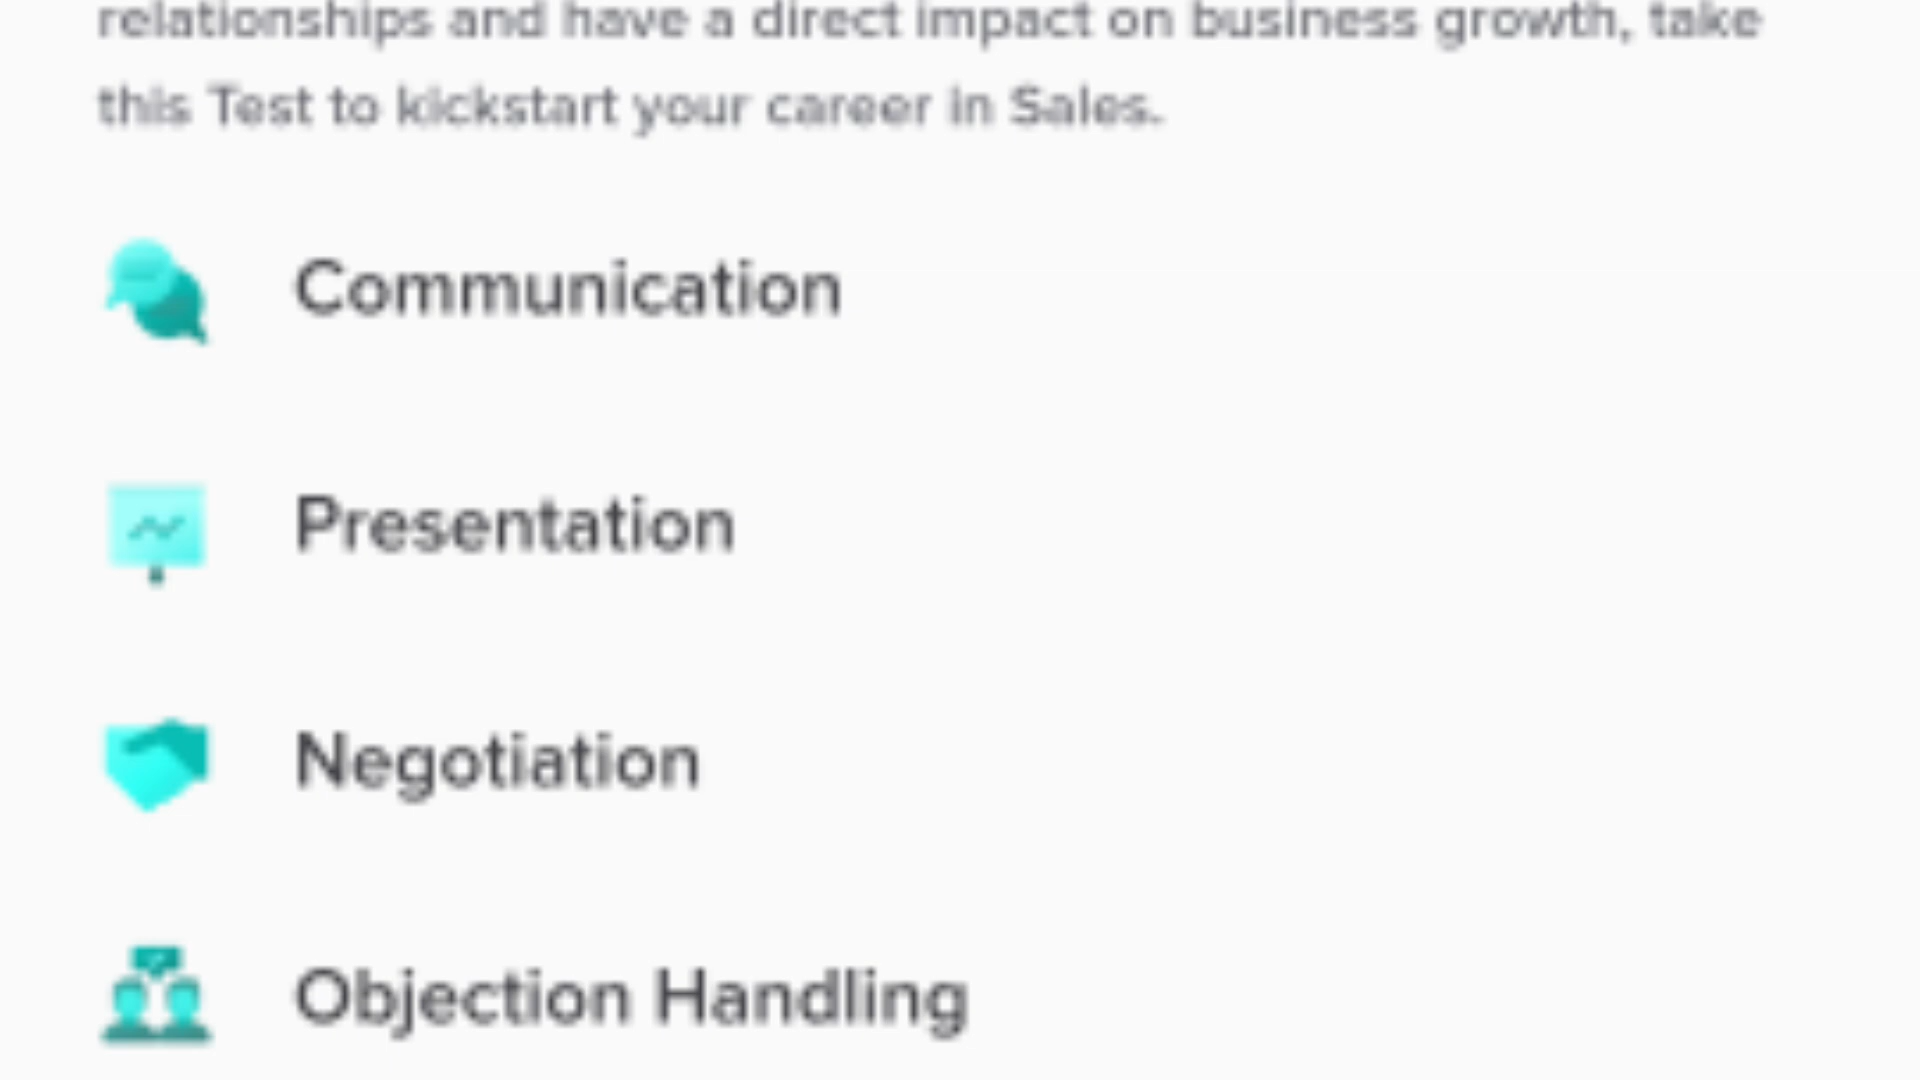 relationships and have a direct impact on business growth, take
this Test to kickstart your career in Sales.
Communication
Presentation
Negotiation
Objection Handling